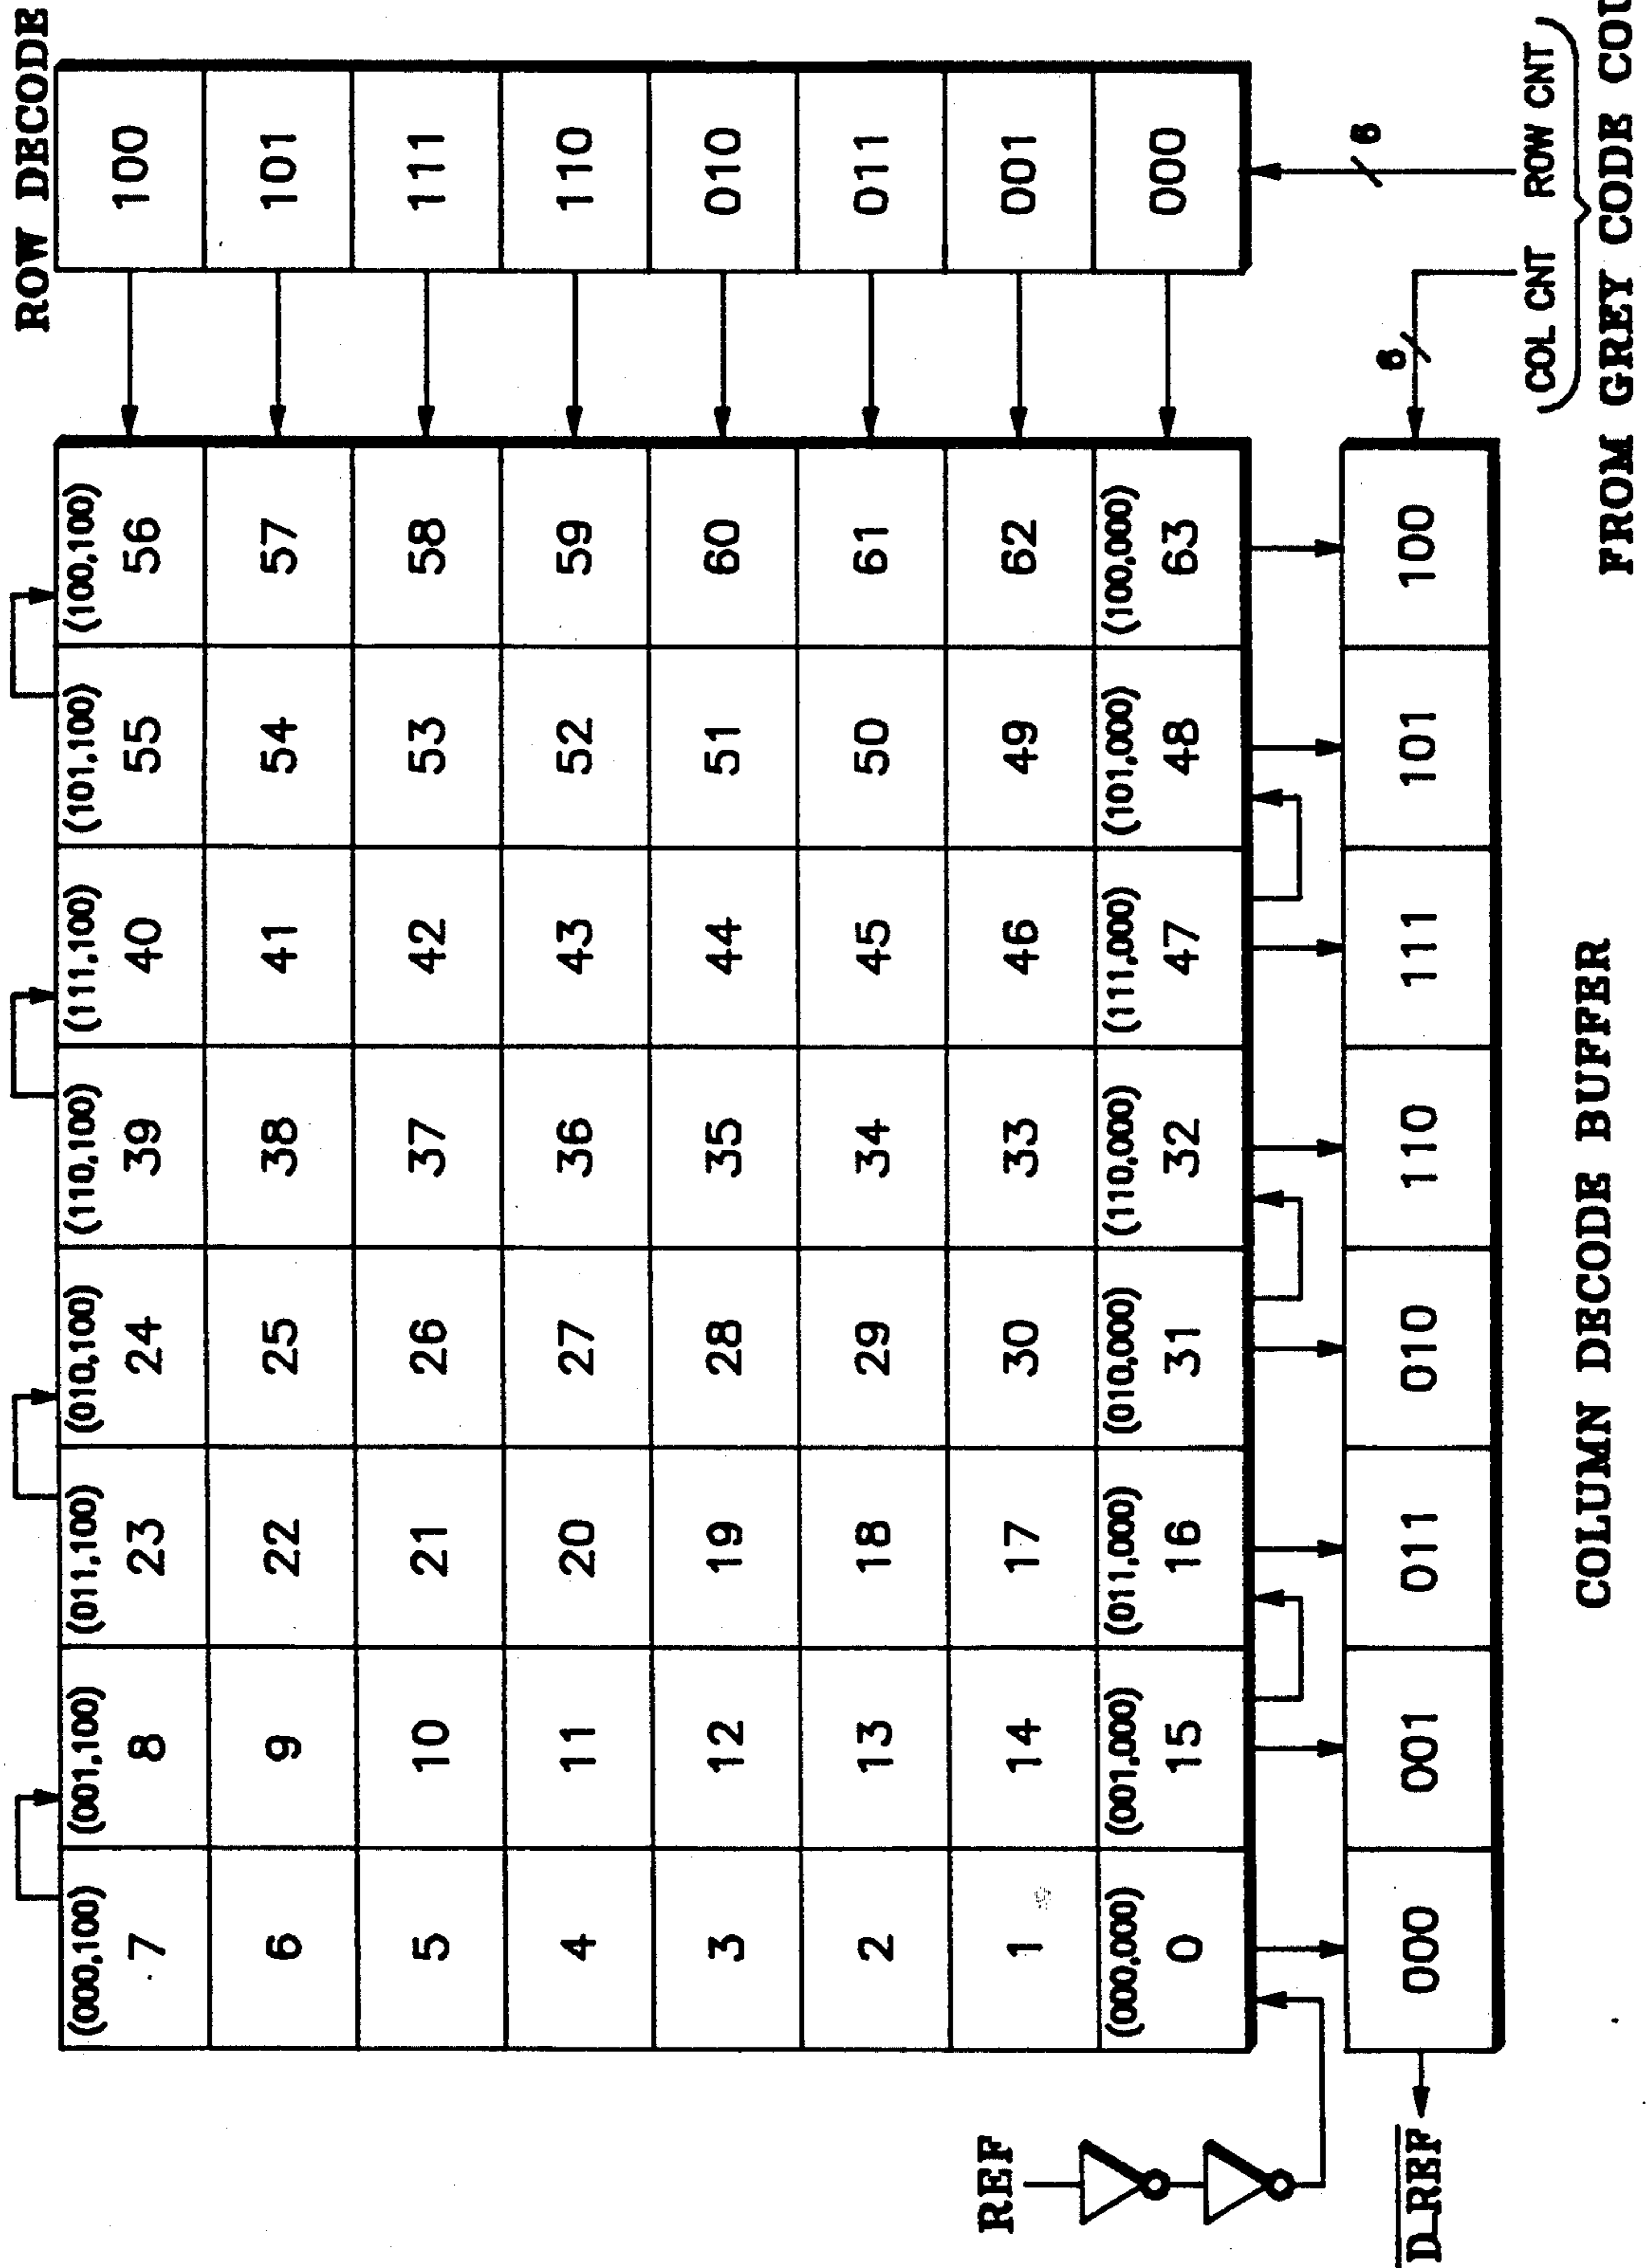 ROW DECODE
(000,100) (001,100) (011,100) (010,100) (110,100) (111,100) (101,100) (100,100)
7 8 23 24 39 40 55 56 100
6 9 22 25 38 41 54 57 101
5 10 21 26 37 42 53 58 111
4 11 20 27 36 43 52 59 110
3 12 19 28 35 44 51 60 010
2 13 18 29 34 45 50 61 011
1 14 17 30 33 46 49 62 001
(000,000) (001,000) (011,000) (010,000) (110,000) (111,000) (101,000) (100,000)
0 15 16 31 32 47 48 63 000
REF
6 6
D_REF 000 001 011 010 110 111 101 100
COL CNT ROW CNT
COLUMN DECODE BUFFER
FROM GREY CODE